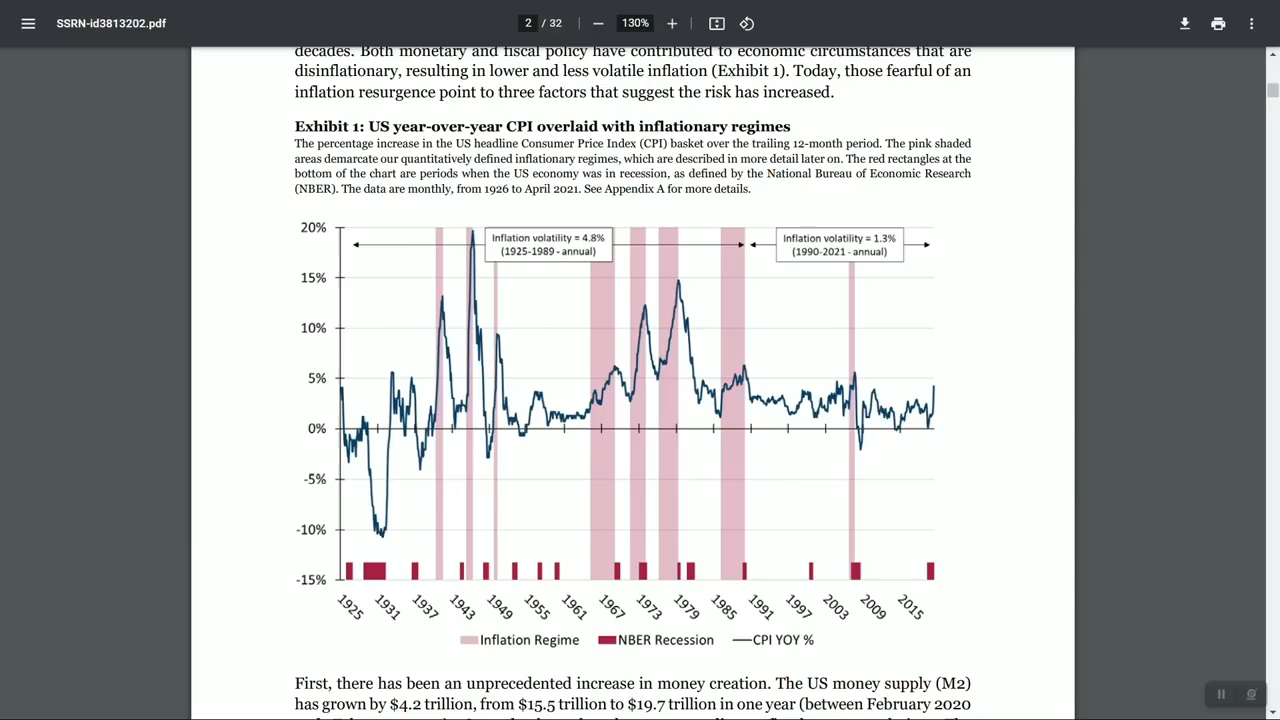 SSRN-id3813202.pdf
2 / 32
130%
decades. Both monetary and fiscal policy have contributed to economic circumstances that are
disinflationary, resulting in lower and less volatile inflation (Exhibit 1). Today, those fearful of an
inflation resurgence point to three factors that suggest the risk has increased.
Exhibit 1: US year-over-year CPI overlaid with inflationary regimes
The percentage increase in the US headline Consumer Price Index (CPI) basket over the trailing 12-month period. The pink shaded
areas demarcate our quantitatively defined inflationary regimes, which are described in more detail later on. The red rectangles at the
bottom of the chart are periods when the US economy was in recession, as defined by the National Bureau of Economic Research
(NBER). The data are monthly, from 1926 to April 2021. See Appendix A for more details.
20%
15%
10%
5%
0%
-5%
-10%
-15%
Inflation volatility = 4.8%
(1925-1989 - annual)
Inflation volatility = 1.3%
(1990-2021 - annual)
1925
1931
1937
1943
1949
1955
1961
1967
1973
1979
1985
1991
1997
2003
2009
2015
Inflation Regime
NBER Recession
CPI YOY %
First, there has been an unprecedented increase in money creation. The US money supply (M2)
has grown by $4.2 trillion, from $15.5 trillion to $19.7 trillion in one year (between February 2020